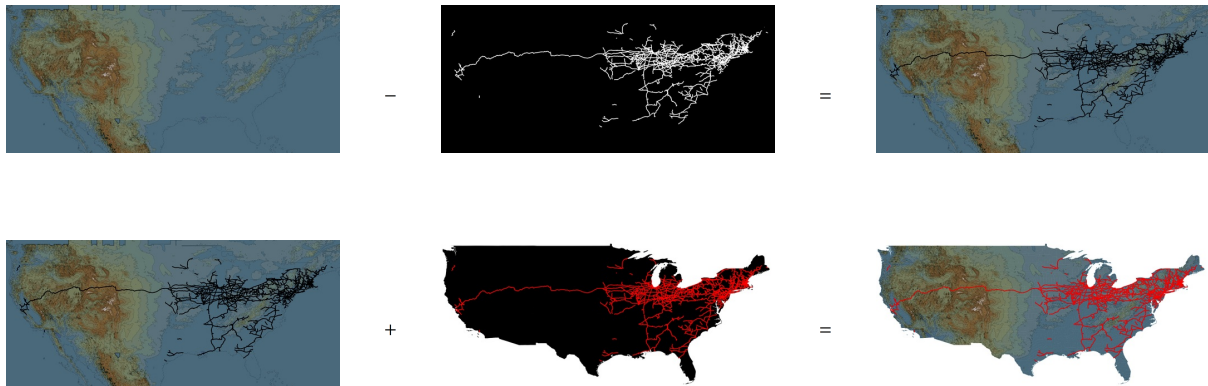 − =
+ =